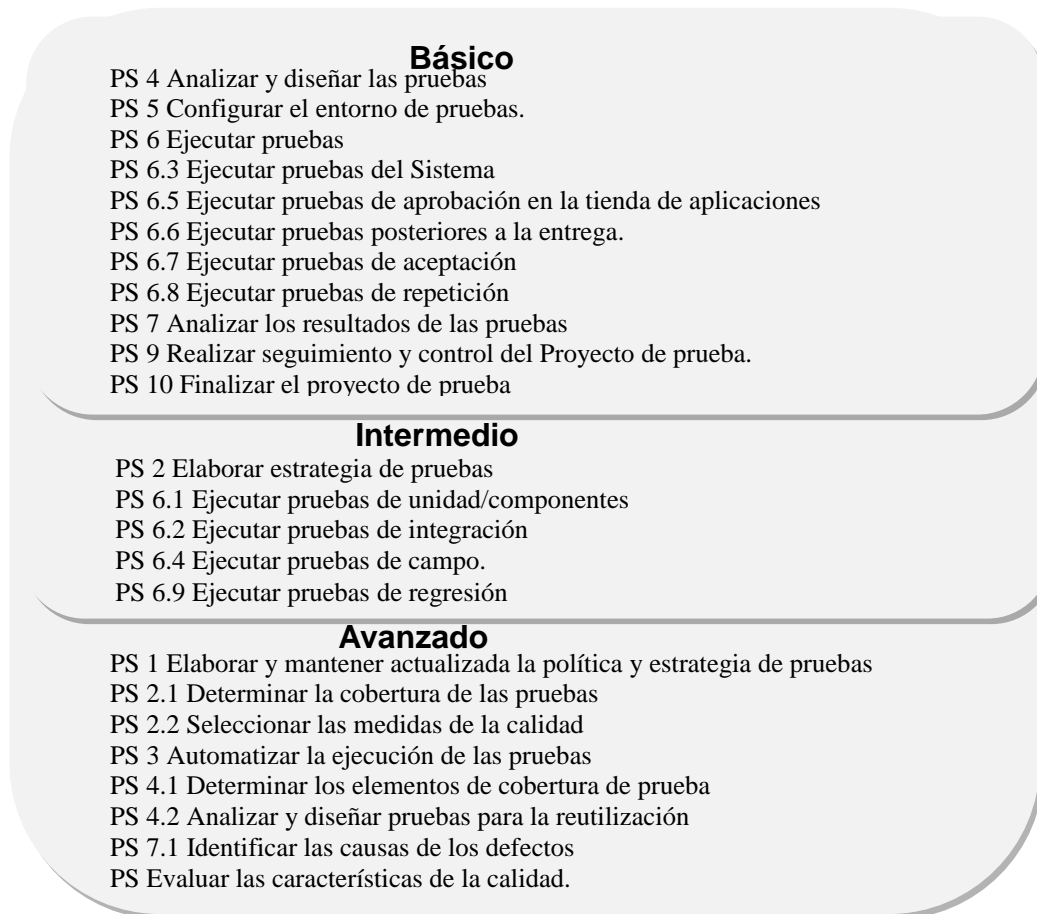 Básico
PS 4 Analizar y diseñar las pruebas
PS 5 Configurar el entorno de pruebas.
PS 6 Ejecutar pruebas
PS 6.3 Ejecutar pruebas del Sistema
PS 6.5 Ejecutar pruebas de aprobación en la tienda de aplicaciones
PS 6.6 Ejecutar pruebas posteriores a la entrega.
PS 6.7 Ejecutar pruebas de aceptación
PS 6.8 Ejecutar pruebas de repetición
PS 7 Analizar los resultados de las pruebas
PS 9 Realizar seguimiento y control del Proyecto de prueba.
PS 10 Finalizar el proyecto de prueba
Intermedio
PS 2 Elaborar estrategia de pruebas
PS 6.1 Ejecutar pruebas de unidad/componentes
PS 6.2 Ejecutar pruebas de integración
PS 6.4 Ejecutar pruebas de campo.
PS 6.9 Ejecutar pruebas de regresión
Avanzado
PS 1 Elaborar y mantener actualizada la política y estrategia de pruebas
PS 2.1 Determinar la cobertura de las pruebas
PS 2.2 Seleccionar las medidas de la calidad
PS 3 Automatizar la ejecución de las pruebas
PS 4.1 Determinar los elementos de cobertura de prueba
PS 4.2 Analizar y diseñar pruebas para la reutilización
PS 7.1 Identificar las causas de los defectos
PS Evaluar las características de la calidad.